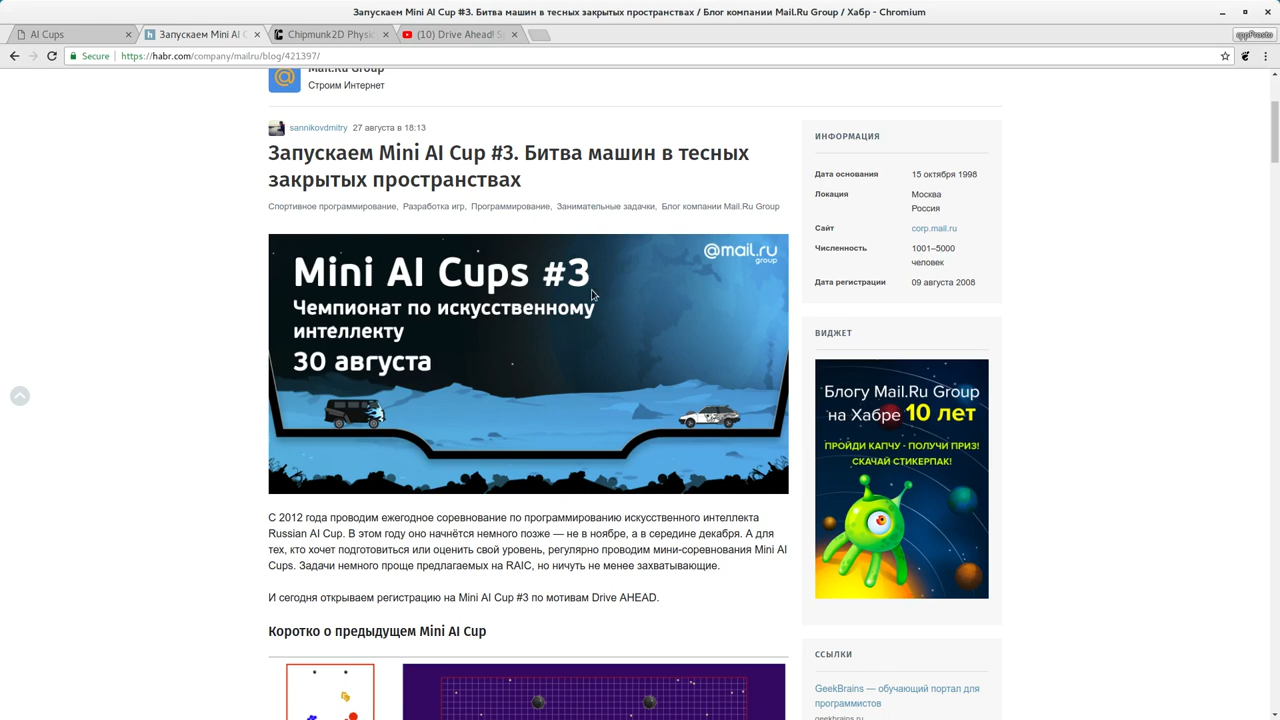 Запускаем Mini AI Cup #3. Битва машин в тесных закрытых пространствах / Блог компании Mail.Ru Group / Хабр - Chromium
AI Cups
Запускаем Mini AI C
Chipmunk2D Physic
(10) Drive Ahead! S
cppProsto
Secure
https://habr.com/company/mailru/blog/421397/
Mail.Ru Group
Строим Интернет
sannikovdmitry 27 августа в 18:13
Запускаем Mini AI Cup #3. Битва машин в тесных
закрытых пространствах
Спортивное программирование, Разработка игр, Программирование, Занимательные задачки, Блог компании Mail.Ru Group
@mail.ru
group
Mini AI Cups #3
Чемпионат по искусственному
интеллекту
30 августа
С 2012 года проводим ежегодное соревнование по программированию искусственного интеллекта
Russian AI Cup. В этом году оно начнётся немного позже — не в ноябре, а в середине декабря. А для
тех, кто хочет подготовиться или оценить свой уровень, регулярно проводим мини-соревнования Mini AI
Cups. Задачи немного проще предлагаемых на RAIC, но ничуть не менее захватывающие.
И сегодня открываем регистрацию на Mini AI Cup #3 по мотивам Drive AHEAD.
Коротко о предыдущем Mini AI Cup
ИНФОРМАЦИЯ
Дата основания 15 октября 1998
Локация Москва
Россия
Сайт corp.mail.ru
Численность 1001–5000
человек
Дата регистрации 09 августа 2008
ВИДЖЕТ
Блогу Mail.Ru Group
на Хабре 10 лет
ПРОЙДИ КАПЧУ - ПОЛУЧИ ПРИЗ!
СКАЧАЙ СТИКЕРПАК!
ССЫЛКИ
GeekBrains — обучающий портал для
программистов
geekbrains.ru